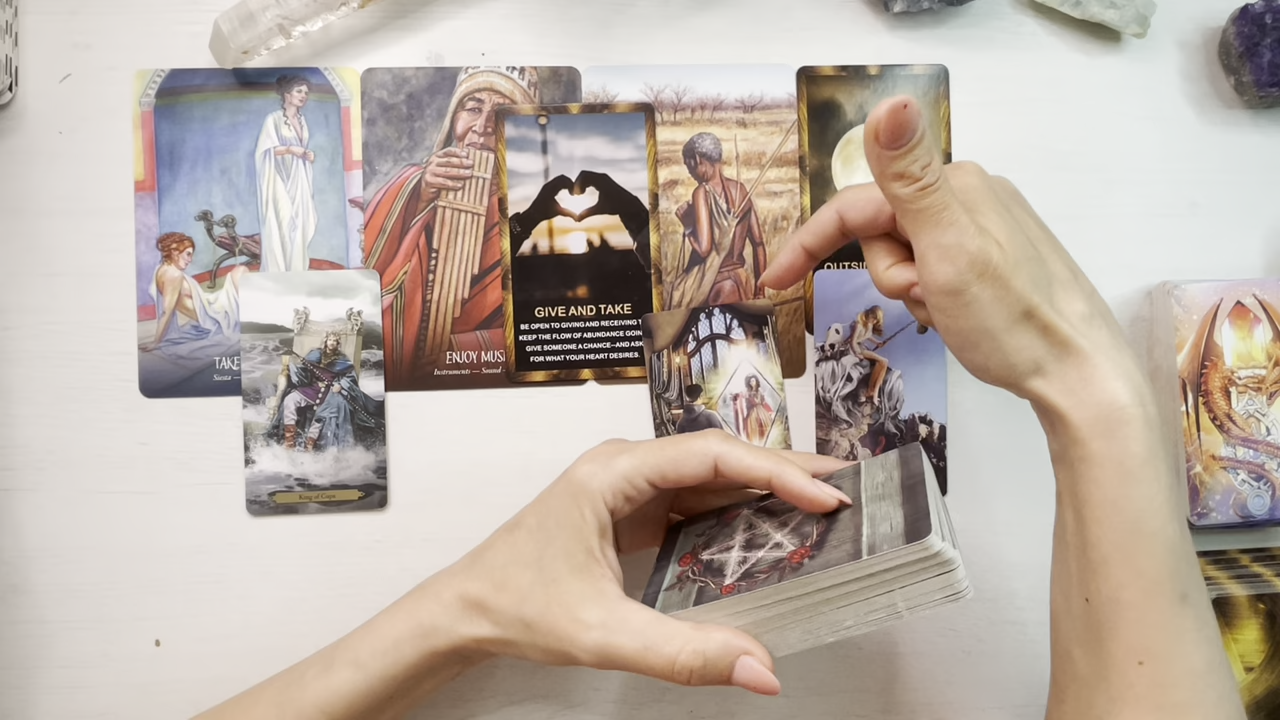 TAKE
Siesta —
ENJOY MUS
Instruments — Sound
GIVE AND TAKE
BE OPEN TO GIVING AND RECEIVING T
KEEP THE FLOW OF ABUNDANCE GOIN
GIVE SOMEONE A CHANCE—AND ASK
FOR WHAT YOUR HEART DESIRES.
OUTSI
King of Cups